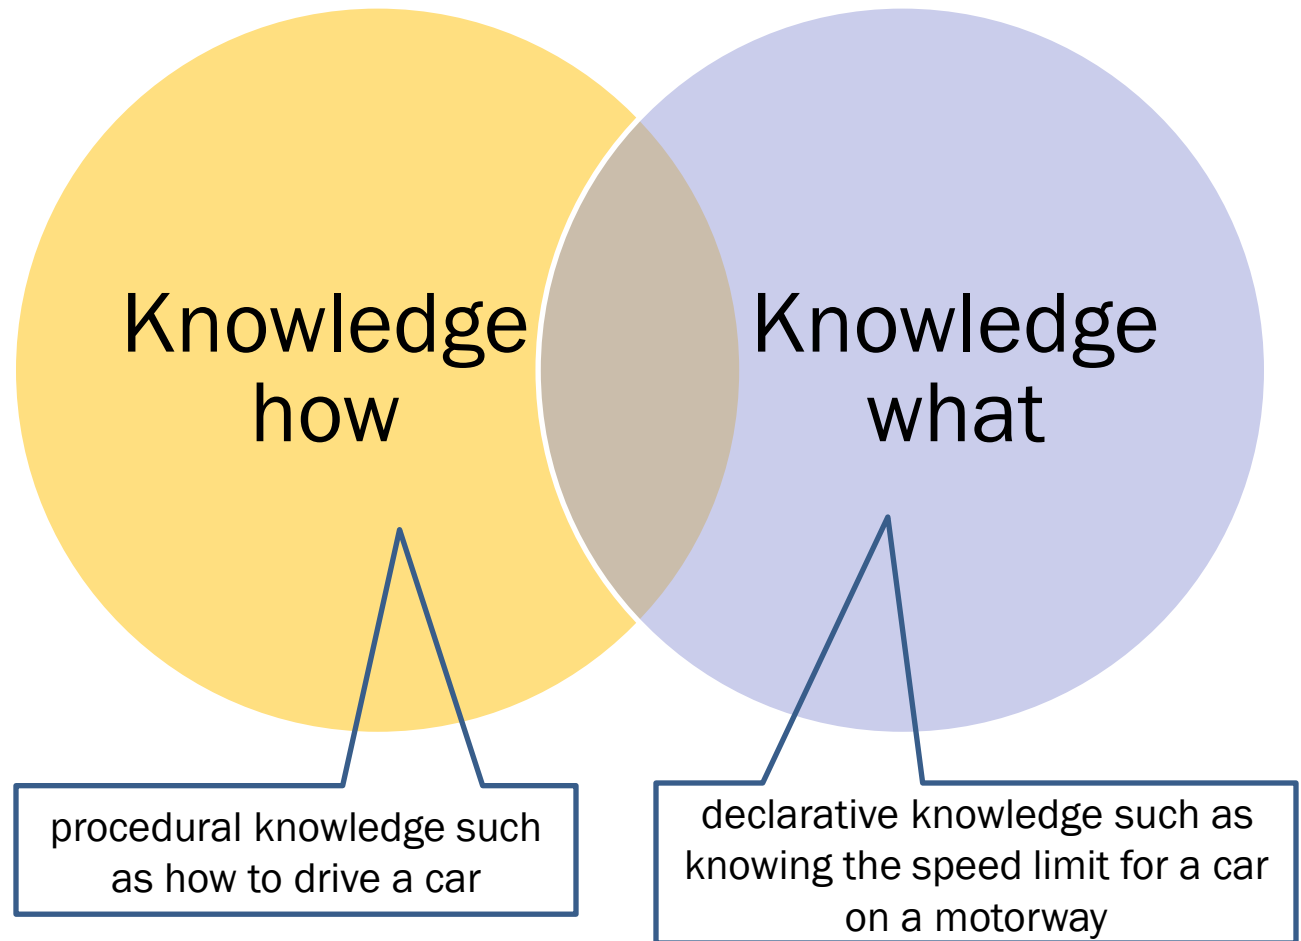 Knowledge
how
Knowledge
what
procedural knowledge such
as how to drive a car
declarative knowledge such as
knowing the speed limit for a car
on a motorway